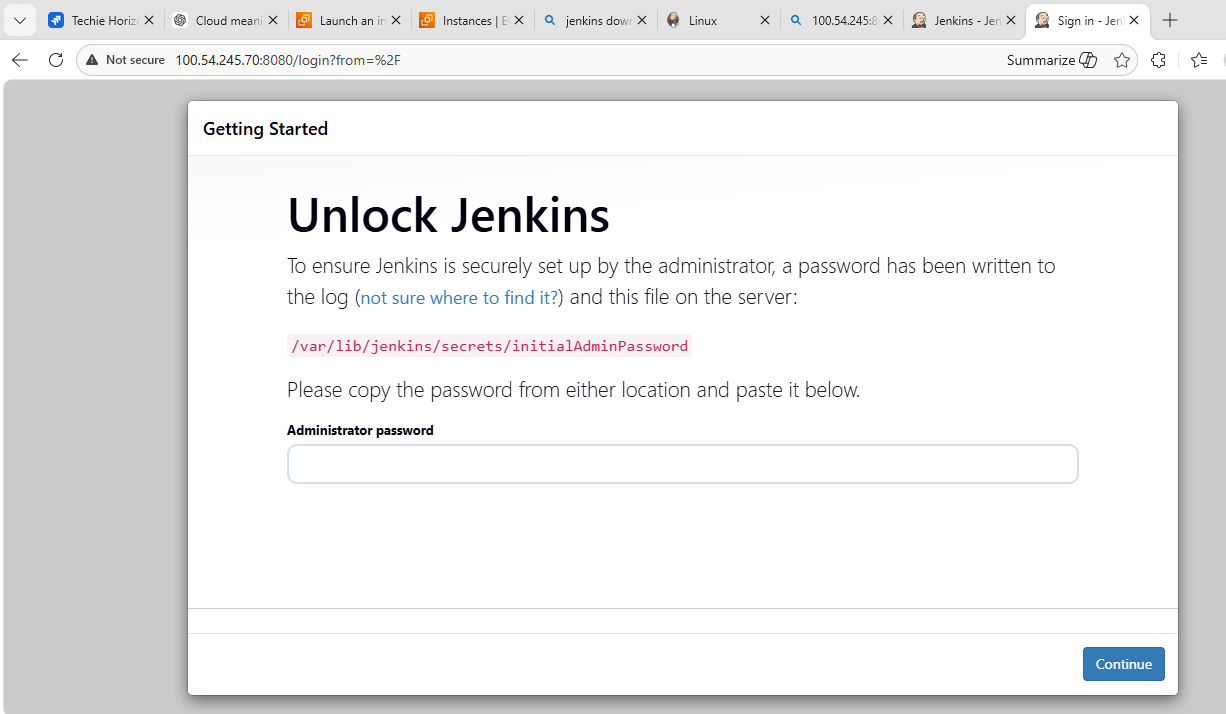 Techie Horiz
Cloud meani
Launch an in
Instances | E
jenkins down
Linux
100.54.245:8
Jenkins - Jen
Sign in - Jen
Not secure
100.54.245.70:8080/login?from=%2F
Summarize
Getting Started
Unlock Jenkins
To ensure Jenkins is securely set up by the administrator, a password has been written to
the log (not sure where to find it?) and this file on the server:
/var/lib/jenkins/secrets/initialAdminPassword
Please copy the password from either location and paste it below.
Administrator password
Continue